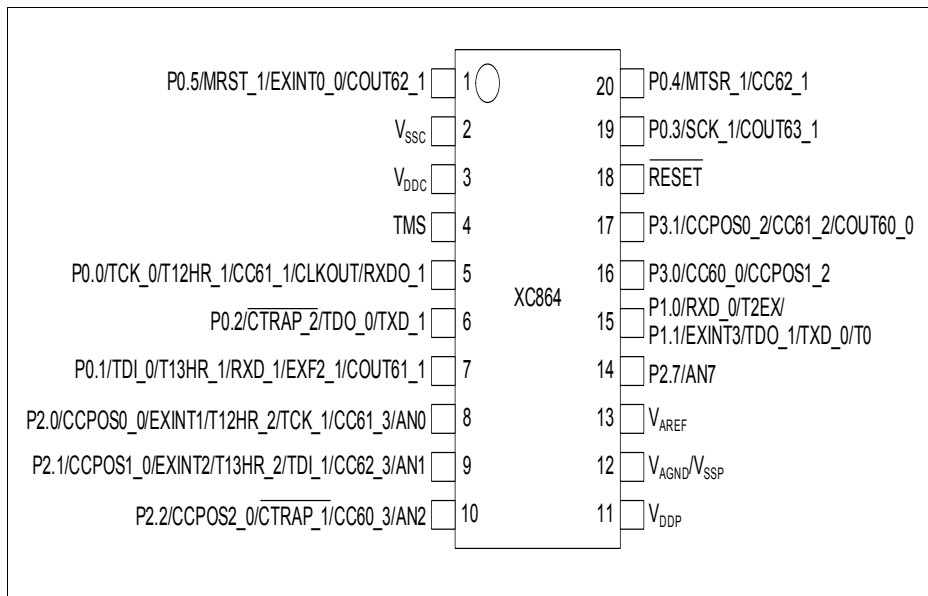 P0.5/MRST_1/EXINT0_0/COUT62_1 1 20 P0.4/MTSR_1/CC62_1
VSSC 2 19 P0.3/SCK_1/COUT63_1
VDDC 3 18 RESET
TMS 4 17 P3.1/CCPOS0_2/CC61_2/COUT60_0
P0.0/TCK_0/T12HR_1/CC61_1/CLKOUT/RXDO_1 5 16 P3.0/CC60_0/CCPOS1_2
XC864
P0.2/CTRAP_2/TDO_0/TXD_1 6 15 P1.0/RXD_0/T2EX/
P1.1/EXINT3/TDO_1/TXD_0/T0
P0.1/TDI_0/T13HR_1/RXD_1/EXF2_1/COUT61_1 7 14 P2.7/AN7
P2.0/CCPOS0_0/EXINT1/T12HR_2/TCK_1/CC61_3/AN0 8 13 VAREF
P2.1/CCPOS1_0/EXINT2/T13HR_2/TDI_1/CC62_3/AN1 9 12 VAGND/VSSP
P2.2/CCPOS2_0/CTRAP_1/CC60_3/AN2 10 11 VDDP